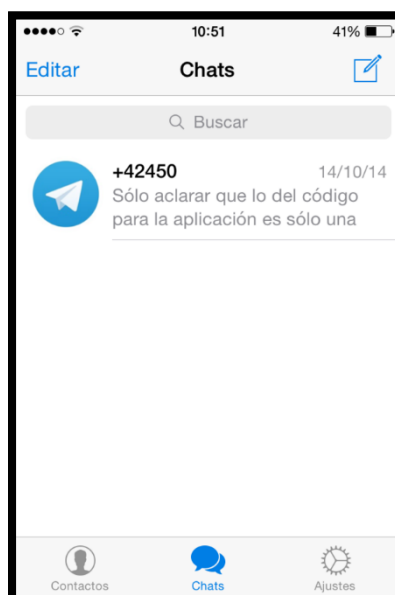 10:51 41%
Editar Chats
Buscar
+42450 14/10/14
Sólo aclarar que lo del código
para la aplicación es sólo una
Contactos Chats Ajustes